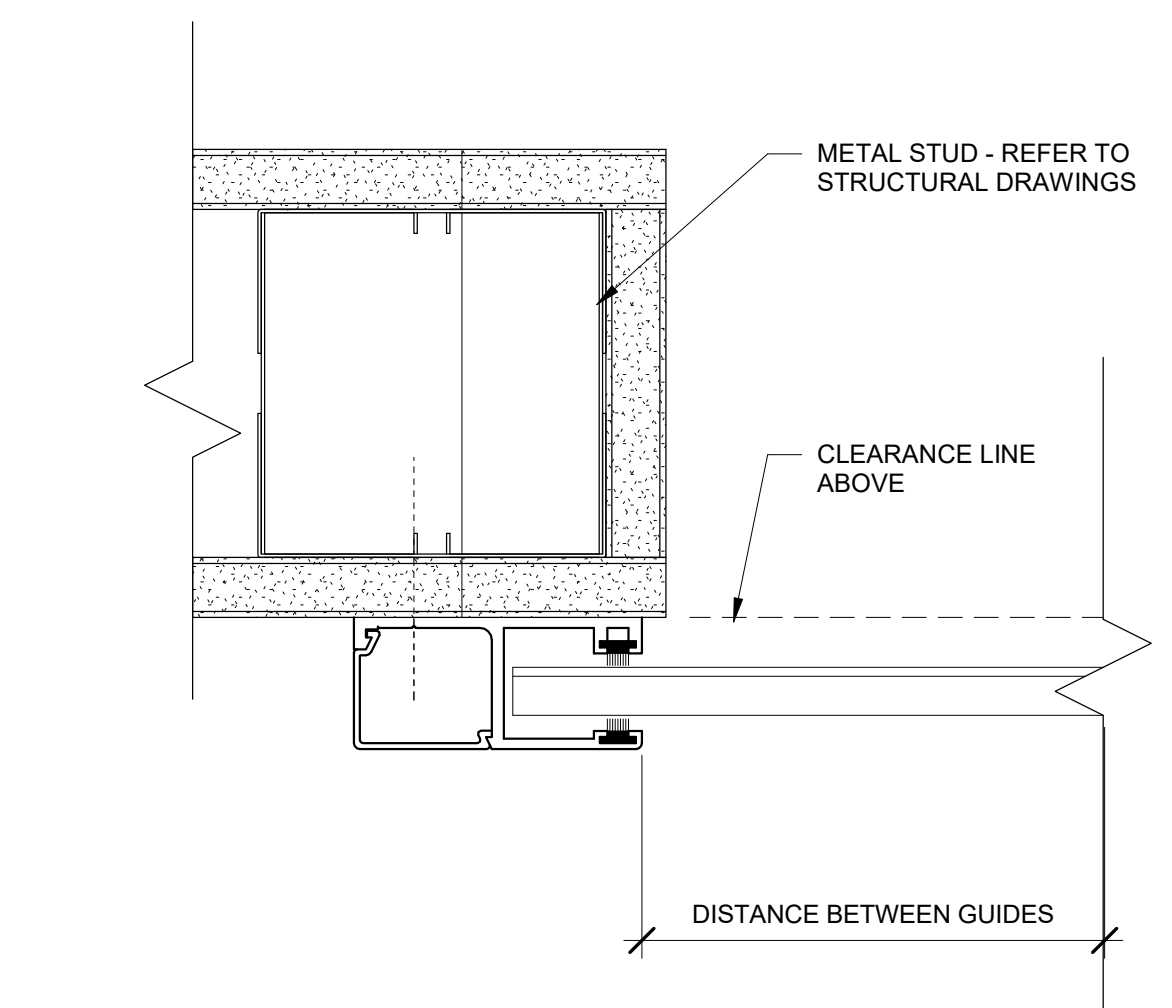 METAL STUD - REFER TO
STRUCTURAL DRAWINGS
CLEARANCE LINE
ABOVE
DISTANCE BETWEEN GUIDES